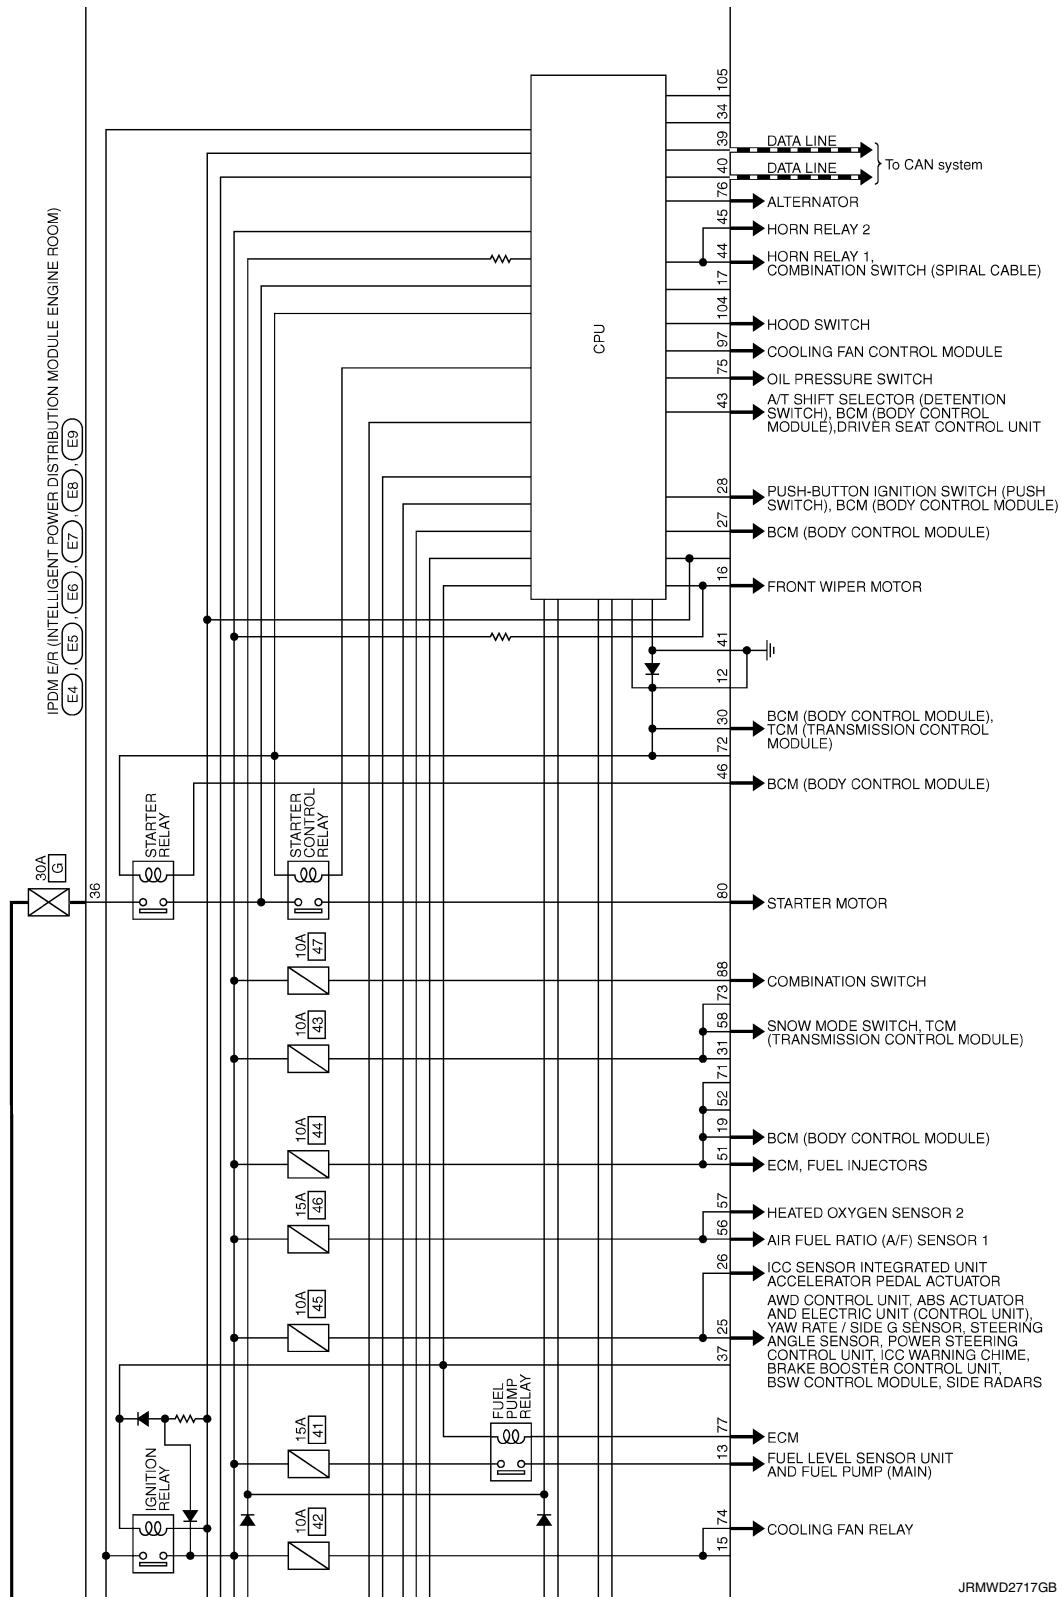 IPDM E/R (INTELLIGENT POWER DISTRIBUTION MODULE ENGINE ROOM)
E4 , E5 , E6 , E7 , E8 , E9
CPU
105
34
39
DATA LINE
40
DATA LINE
To CAN system
76
ALTERNATOR
45
HORN RELAY 2
44
HORN RELAY 1,
COMBINATION SWITCH (SPIRAL CABLE)
17
104
HOOD SWITCH
97
COOLING FAN CONTROL MODULE
75
OIL PRESSURE SWITCH
43
A/T SHIFT SELECTOR (DETENTION
SWITCH), BCM (BODY CONTROL
MODULE),DRIVER SEAT CONTROL UNIT
28
PUSH-BUTTON IGNITION SWITCH (PUSH
SWITCH), BCM (BODY CONTROL MODULE)
27
BCM (BODY CONTROL MODULE)
16
FRONT WIPER MOTOR
41
12
30
BCM (BODY CONTROL MODULE),
TCM (TRANSMISSION CONTROL
MODULE)
72
46
BCM (BODY CONTROL MODULE)
STARTER
RELAY
STARTER
CONTROL
RELAY
30A
G
36
80
STARTER MOTOR
10A
47
88
COMBINATION SWITCH
73
10A
43
58
SNOW MODE SWITCH, TCM
(TRANSMISSION CONTROL MODULE)
31
71
52
10A
44
19
BCM (BODY CONTROL MODULE)
51
ECM, FUEL INJECTORS
15A
46
57
HEATED OXYGEN SENSOR 2
56
AIR FUEL RATIO (A/F) SENSOR 1
26
ICC SENSOR INTEGRATED UNIT
ACCELERATOR PEDAL ACTUATOR
10A
45
25
AWD CONTROL UNIT, ABS ACTUATOR
AND ELECTRIC UNIT (CONTROL UNIT),
YAW RATE / SIDE G SENSOR, STEERING
ANGLE SENSOR, POWER STEERING
CONTROL UNIT, ICC WARNING CHIME,
BRAKE BOOSTER CONTROL UNIT,
BSW CONTROL MODULE, SIDE RADARS
37
FUEL
PUMP
RELAY
15A
41
77
ECM
13
FUEL LEVEL SENSOR UNIT
AND FUEL PUMP (MAIN)
IGNITION
RELAY
10A
42
74
COOLING FAN RELAY
15
JRMWD2717GB